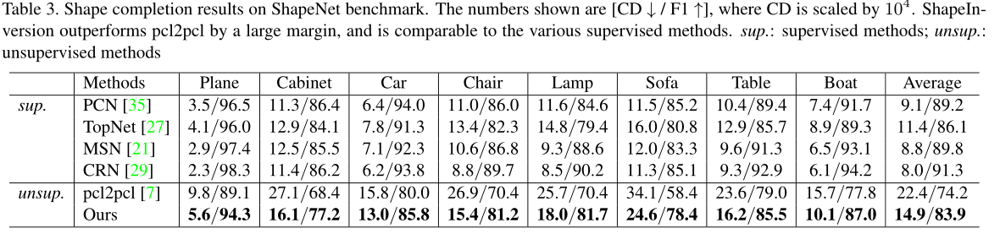 Table 3. Shape completion results on ShapeNet benchmark. The numbers shown are [CD ↓ / F1 ↑], where CD is scaled by 10⁴. ShapeIn-
version outperforms pcl2pcl by a large margin, and is comparable to the various supervised methods. sup.: supervised methods; unsup.:
unsupervised methods
Methods Plane Cabinet Car Chair Lamp Sofa Table Boat Average
sup. PCN [35] 3.5/96.5 11.3/86.4 6.4/94.0 11.0/86.0 11.6/84.6 11.5/85.2 10.4/89.4 7.4/91.7 9.1/89.2
TopNet [27] 4.1/96.0 12.9/84.1 7.8/91.3 13.4/82.3 14.8/79.4 16.0/80.8 12.9/85.7 8.9/89.3 11.4/86.1
MSN [21] 2.9/97.4 12.5/85.5 7.1/92.3 10.6/86.8 9.3/88.6 12.0/83.3 9.6/91.3 6.5/93.1 8.8/89.8
CRN [29] 2.3/98.3 11.4/86.2 6.2/93.8 8.8/89.7 8.5/90.2 11.3/85.1 9.3/92.9 6.1/94.2 8.0/91.3
unsup. pcl2pcl [7] 9.8/89.1 27.1/68.4 15.8/80.0 26.9/70.4 25.7/70.4 34.1/58.4 23.6/79.0 15.7/77.8 22.4/74.2
Ours 5.6/94.3 16.1/77.2 13.0/85.8 15.4/81.2 18.0/81.7 24.6/78.4 16.2/85.5 10.1/87.0 14.9/83.9